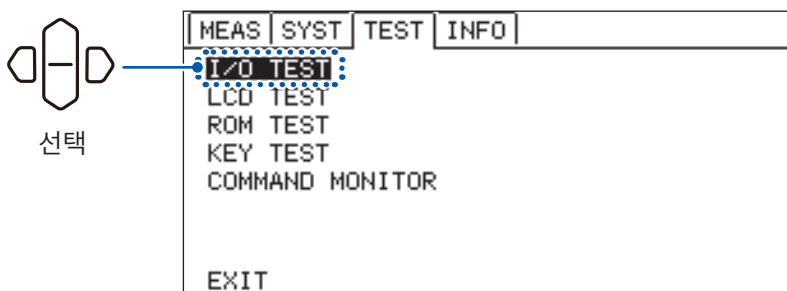 MEAS SYST TEST INFO
I/O TEST
LCD TEST
ROM TEST
KEY TEST
COMMAND MONITOR
EXIT
선택